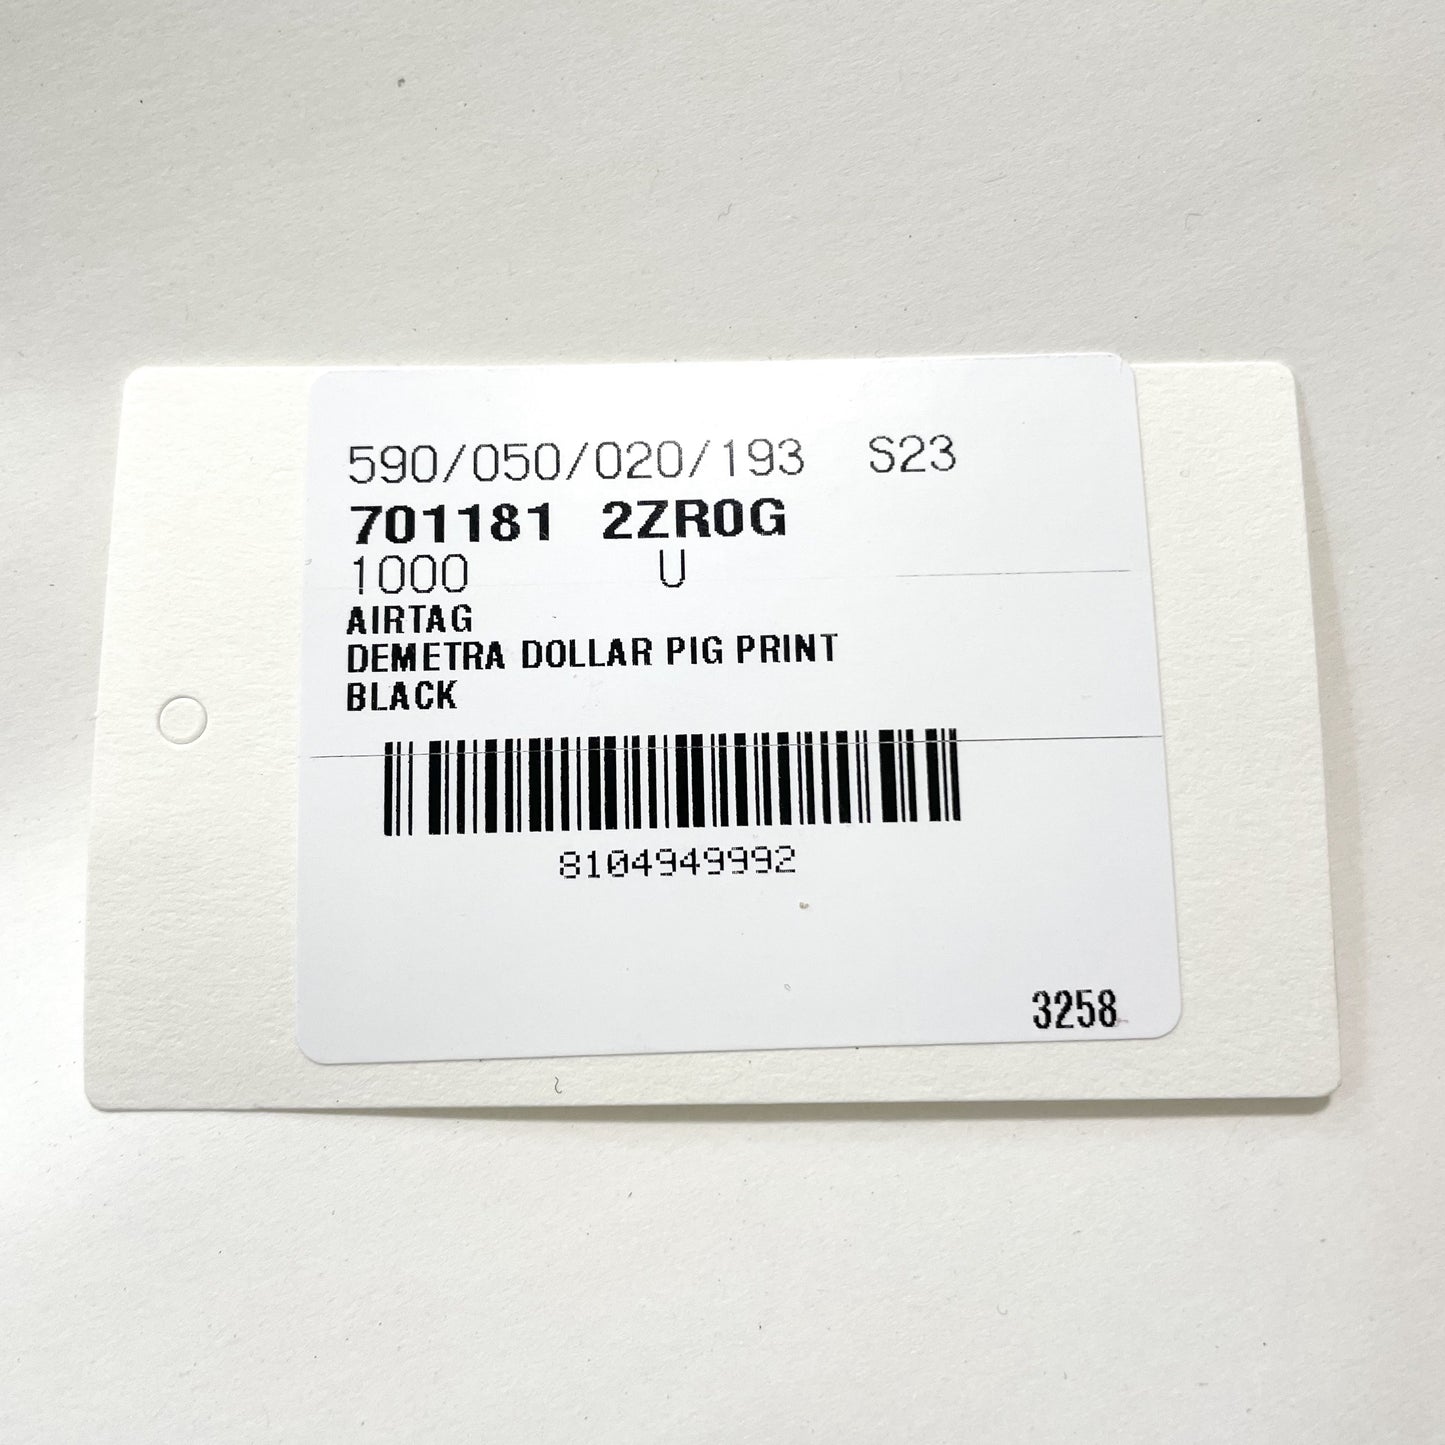 590/050/020/193 S23
701181 2ZR0G
1000 U
AIRTAG
DEMETRA DOLLAR PIG PRINT
BLACK
8104949992
3258